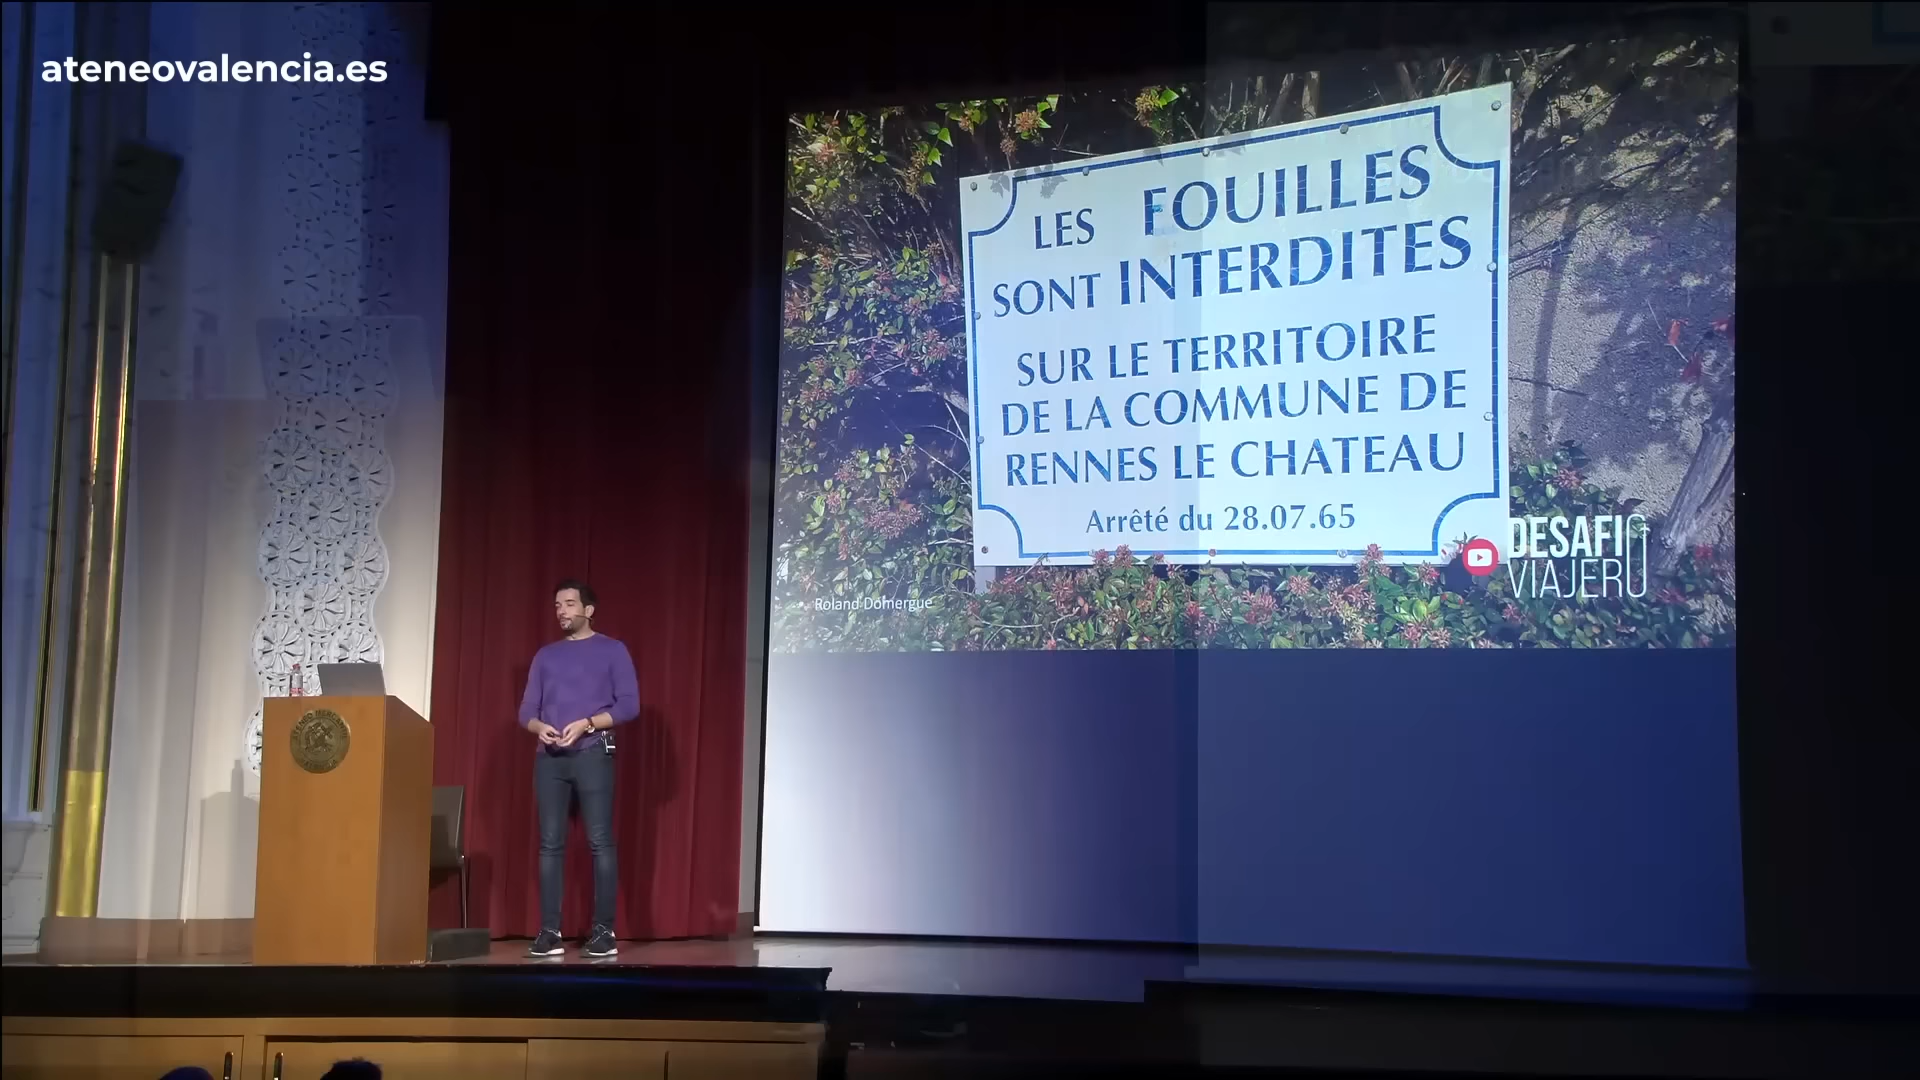 ateneovalencia.es
LES FOUILLES
SONT INTERDITES
SUR LE TERRITOIRE
DE LA COMMUNE DE
RENNES LE CHATEAU
Arrêté du 28.07.65
DESAFIO
VIAJERO
Roland Domergue